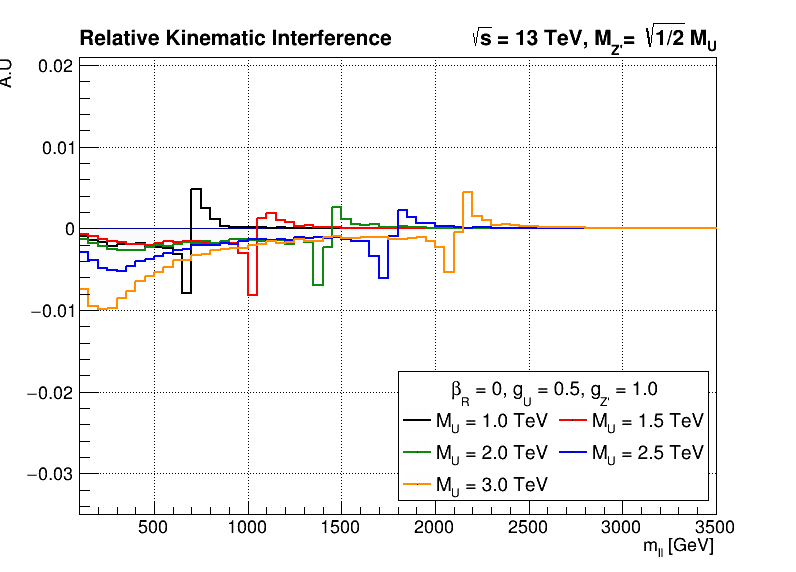 Relative Kinematic Interference
√s = 13 TeV, M_Z'= √1/2 M_U
A.U
0.02
0.01
0
−0.01
−0.02
−0.03
β_R = 0, g_U = 0.5, g_Z' = 1.0
M_U = 1.0 TeV M_U = 1.5 TeV
M_U = 2.0 TeV M_U = 2.5 TeV
M_U = 3.0 TeV
500 1000 1500 2000 2500 3000 3500
m_ll [GeV]